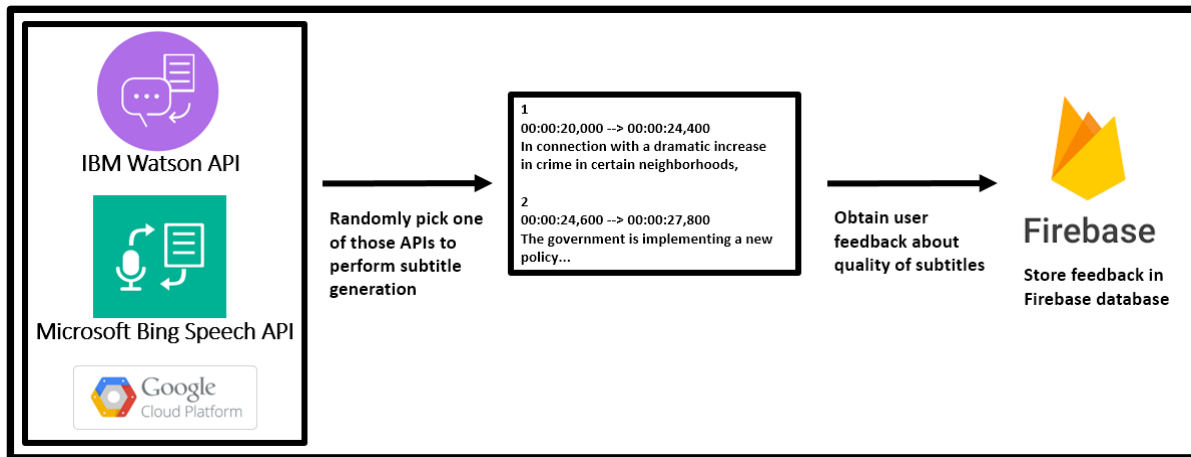 IBM Watson API
Microsoft Bing Speech API
Google
Cloud Platform
Randomly pick one
of those APIs to
perform subtitle
generation
1
00:00:20,000 --> 00:00:24,400
In connection with a dramatic increase
in crime in certain neighborhoods,
2
00:00:24,600 --> 00:00:27,800
The government is implementing a new
policy...
Obtain user
feedback about
quality of subtitles
Firebase
Store feedback in
Firebase database